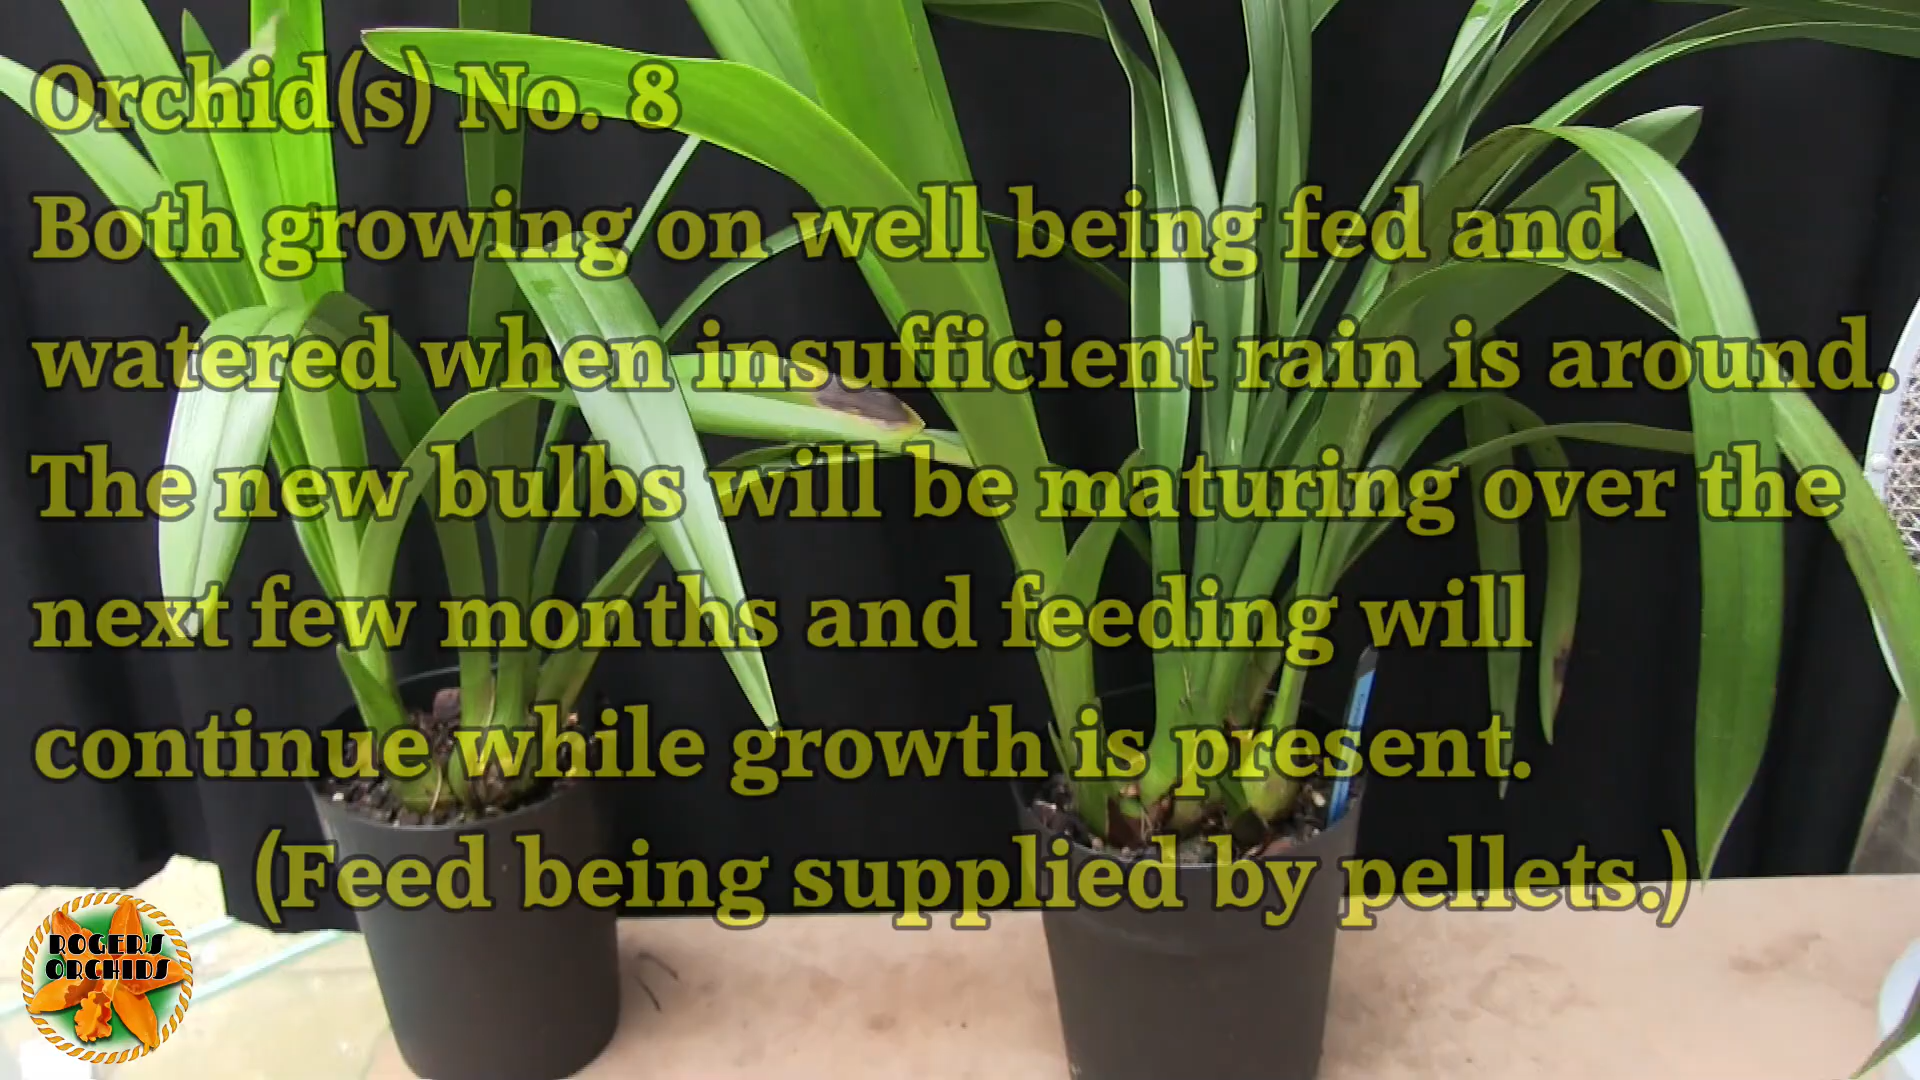 Orchid(s) No. 8
Both growing on well being fed and
watered when insufficient rain is around.
The new bulbs will be maturing over the
next few months and feeding will
continue while growth is present.
(Feed being supplied by pellets.)
ROGER'S
ORCHIDS